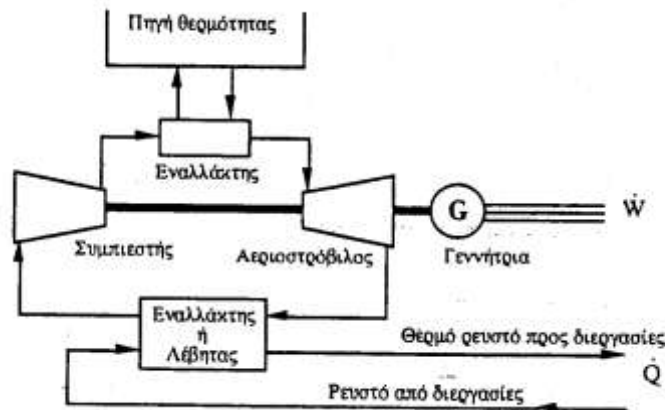 Πηγή θερμότητας
Εναλλάκτης
Συμπιεστής
Αεριοστρόβιλος
G
Γεννήτρια
Ẇ
Εναλλάκτης
ή
Λέβητας
Θερμό ρευστό προς διεργασίες
Q̇
Ρευστό από διεργασίες